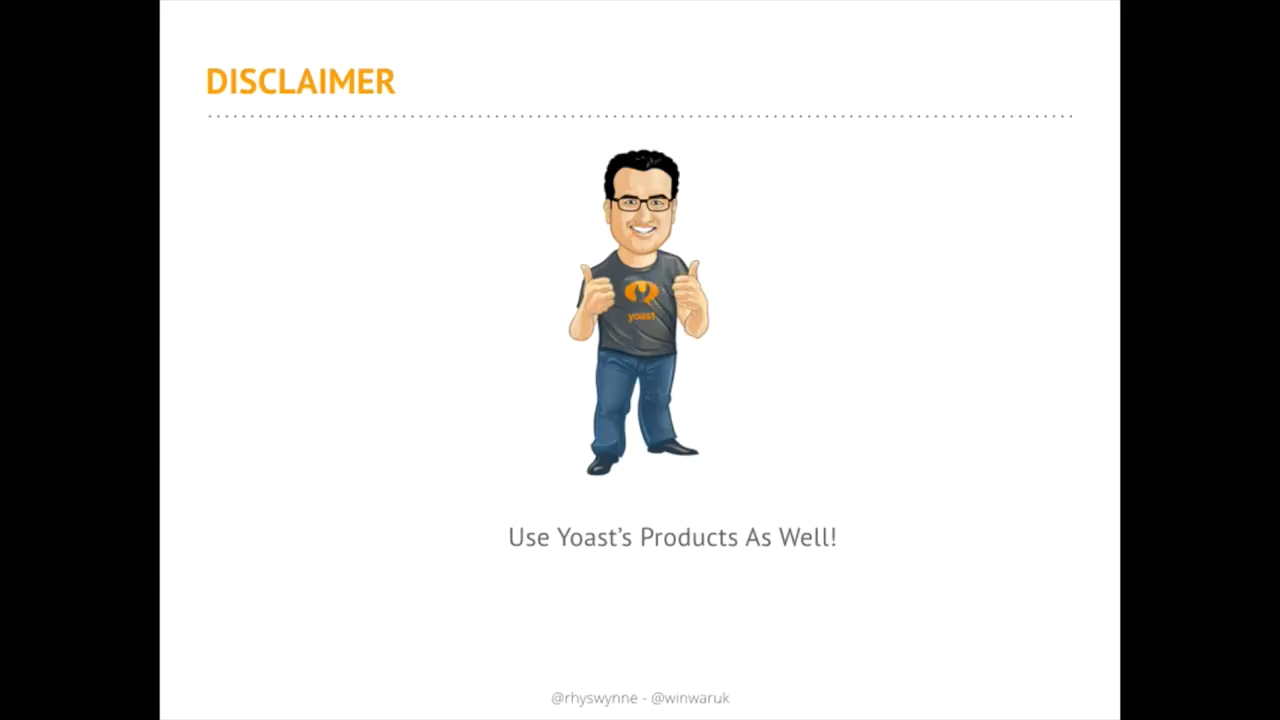 DISCLAIMER
yoast
Use Yoast’s Products As Well!
@rhyswynne - @winwaruk